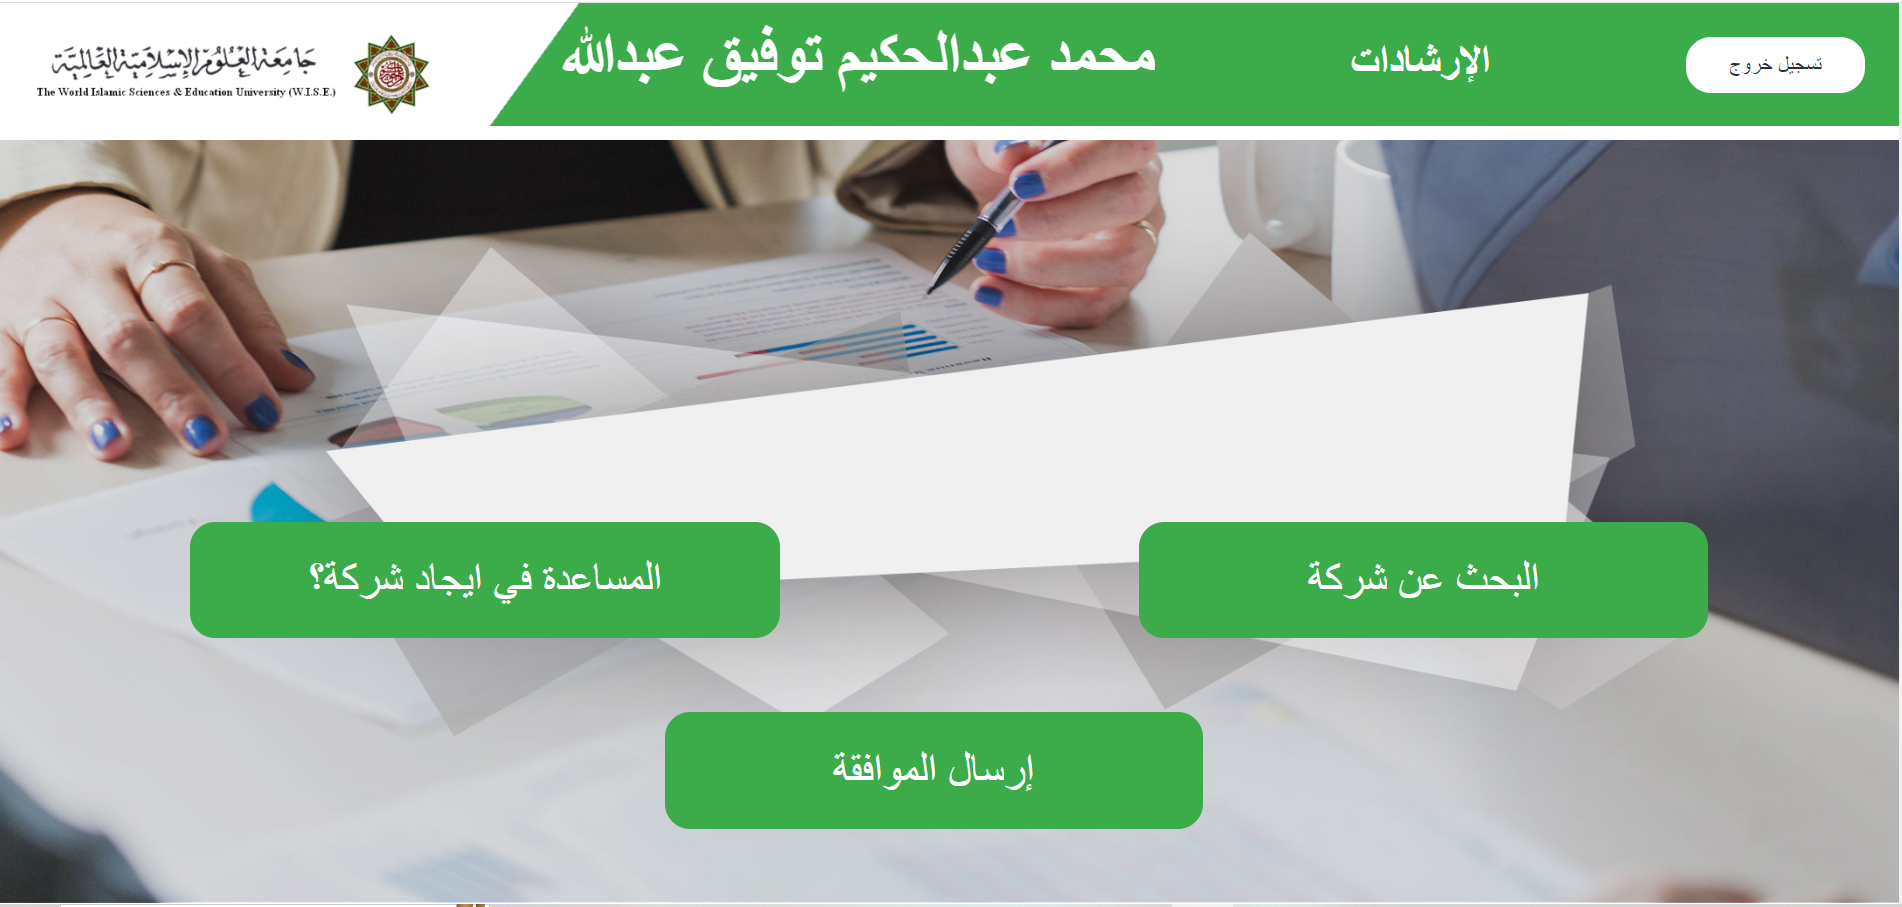 تسجيل خروج
الإرشادات
محمد عبدالحكيم توفيق عبدالله
جامعة العلوم الإسلامية العالمية
The World Islamic Sciences & Education University (W.I.S.E.)
البحث عن شركة
المساعدة في ايجاد شركة؟
إرسال الموافقة